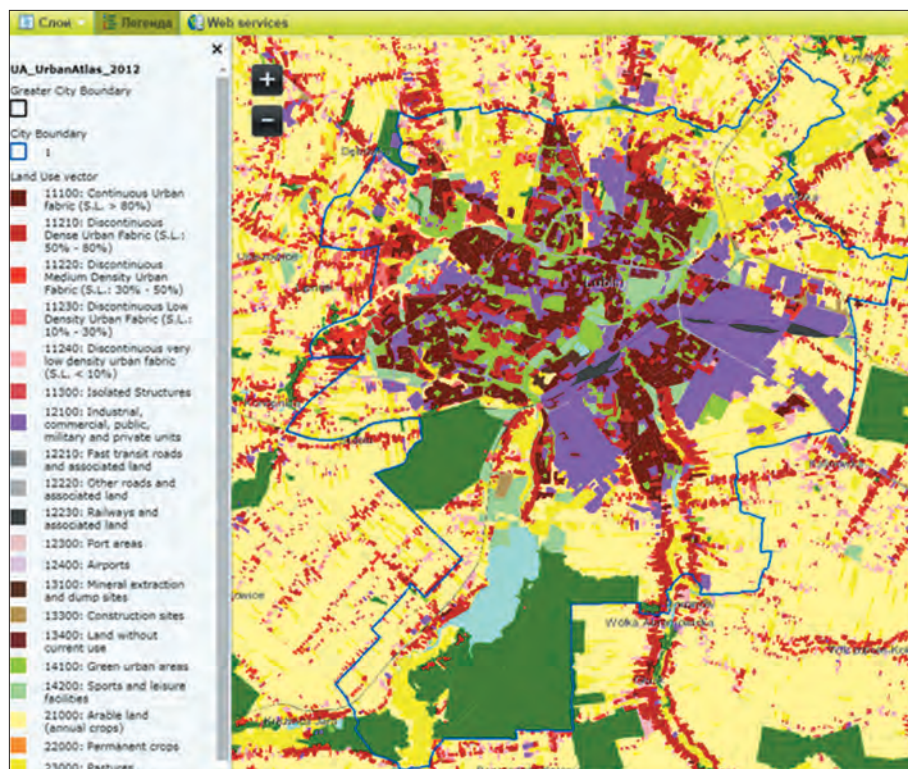 Слои
Легенда
Web services
UA_UrbanAtlas_2012
Greater City Boundary
City Boundary
1
Land Use vector
11100: Continuous Urban
fabric (S.L. > 80%)
11210: Discontinuous
Dense Urban Fabric (S.L.:
50% - 80%)
11220: Discontinuous
Medium Density Urban
Fabric (S.L.: 30% - 50%)
11230: Discontinuous Low
Density Urban Fabric (S.L.:
10% - 30%)
11240: Discontinuous very
low density urban fabric
(S.L. < 10%)
11300: Isolated Structures
12100: Industrial,
commercial, public,
military and private units
12210: Fast transit roads
and associated land
12220: Other roads and
associated land
12230: Railways and
associated land
12300: Port areas
12400: Airports
13100: Mineral extraction
and dump sites
13300: Construction sites
13400: Land without
current use
14100: Green urban areas
14200: Sports and leisure
facilities
21000: Arable land
(annual crops)
22000: Permanent crops
23000: Pastures
Lublin
Wólka